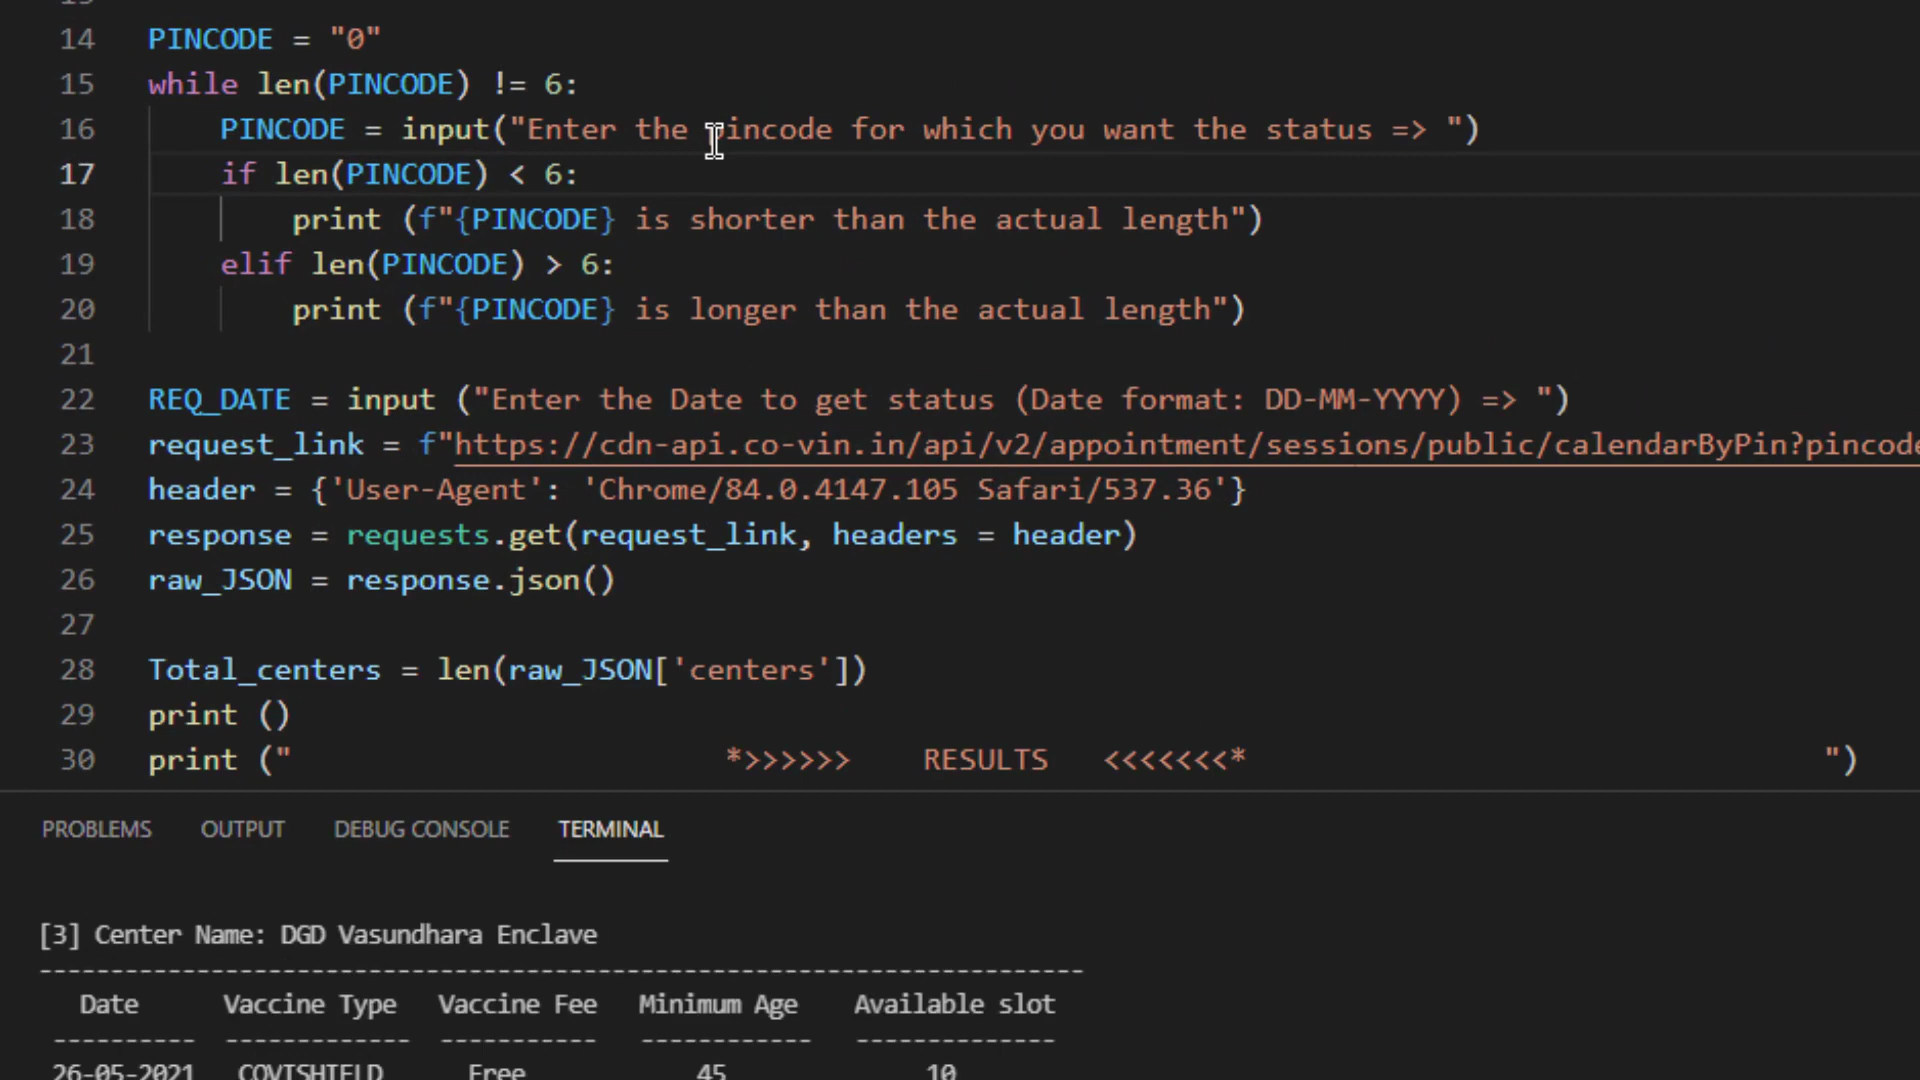 14 PINCODE = "0"
15 while len(PINCODE) != 6:
16 PINCODE = input("Enter the pincode for which you want the status => ")
17 if len(PINCODE) < 6:
18 print (f"{PINCODE} is shorter than the actual length")
19 elif len(PINCODE) > 6:
20 print (f"{PINCODE} is longer than the actual length")
21
22 REQ_DATE = input ("Enter the Date to get status (Date format: DD-MM-YYYY) => ")
23 request_link = f"https://cdn-api.co-vin.in/api/v2/appointment/sessions/public/calendarByPin?pincode
24 header = {'User-Agent': 'Chrome/84.0.4147.105 Safari/537.36'}
25 response = requests.get(request_link, headers = header)
26 raw_JSON = response.json()
27
28 Total_centers = len(raw_JSON['centers'])
29 print ()
30 print (" *>>>>>> RESULTS <<<<<<<* ")
PROBLEMS OUTPUT DEBUG CONSOLE TERMINAL
[3] Center Name: DGD Vasundhara Enclave
--------------------------------------------------------------------------
Date Vaccine Type Vaccine Fee Minimum Age Available slot
---------- ------------- ----------- ------------ --------------
26-05-2021 COVISHIELD Free 45 10